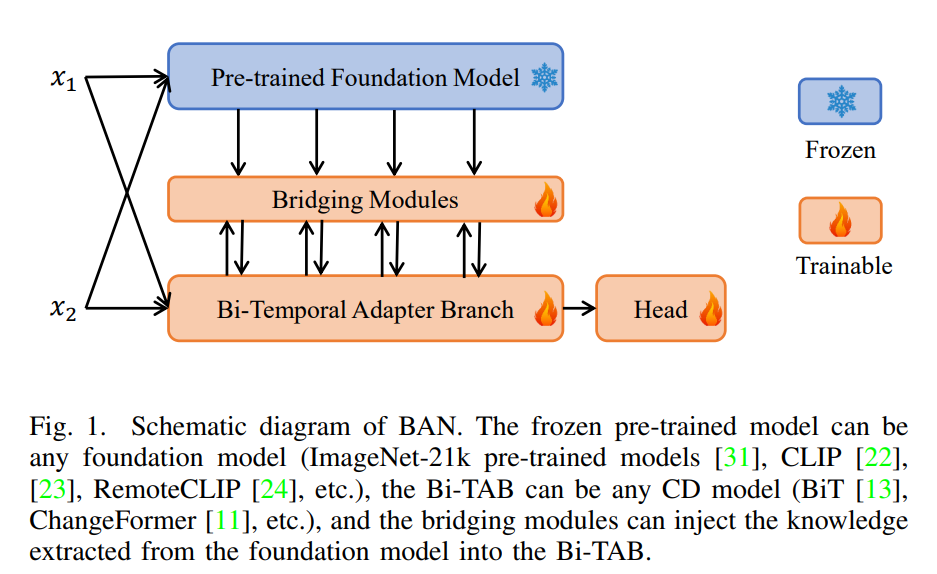 x1
Pre-trained Foundation Model
Frozen
Bridging Modules
Trainable
x2
Bi-Temporal Adapter Branch
Head
Fig. 1. Schematic diagram of BAN. The frozen pre-trained model can be
any foundation model (ImageNet-21k pre-trained models [31], CLIP [22],
[23], RemoteCLIP [24], etc.), the Bi-TAB can be any CD model (BiT [13],
ChangeFormer [11], etc.), and the bridging modules can inject the knowledge
extracted from the foundation model into the Bi-TAB.